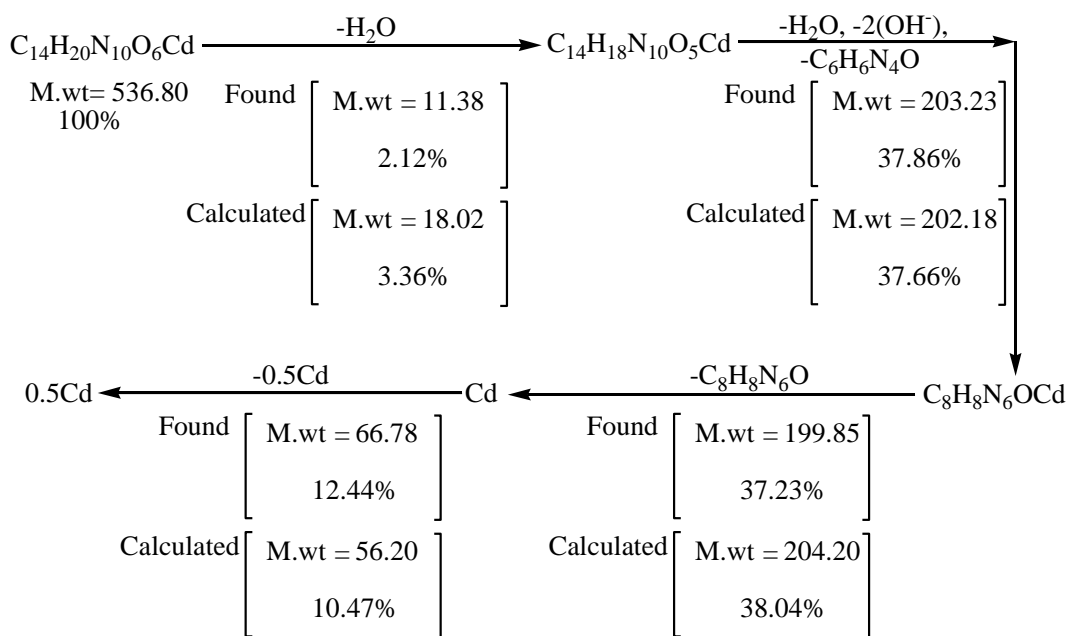 C₁₄H₂₀N₁₀O₆Cd
-H₂O
C₁₄H₁₈N₁₀O₅Cd
-H₂O, -2(OH⁻),
-C₆H₆N₄O
M.wt= 536.80
100%
Found
M.wt = 11.38
2.12%
Calculated
M.wt = 18.02
3.36%
Found
M.wt = 203.23
37.86%
Calculated
M.wt = 202.18
37.66%
0.5Cd
-0.5Cd
Cd
-C₈H₈N₆O
C₈H₈N₆OCd
Found
M.wt = 66.78
12.44%
Calculated
M.wt = 56.20
10.47%
Found
M.wt = 199.85
37.23%
Calculated
M.wt = 204.20
38.04%